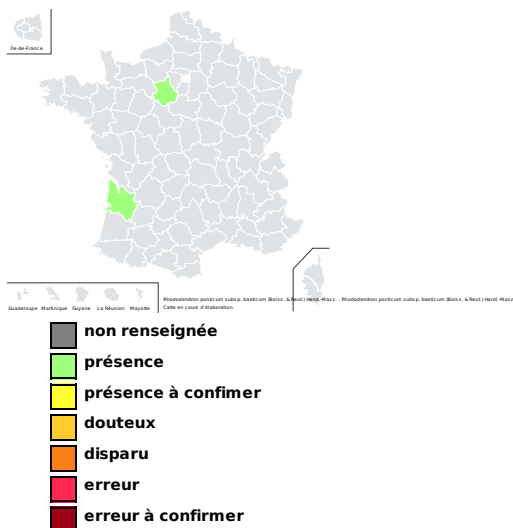 Île-de-France
Guadeloupe Martinique Guyane La Réunion Mayotte
Rhododendron ponticum subsp. baeticum (Boiss. & Reut.) Hand.-Mazz. , Rhododendron ponticum subsp. baeticum (Boiss. & Reut.) Hand.-Mazz
Carte en cours d'élaboration.
non renseignée
présence
présence à confimer
douteux
disparu
erreur
erreur à confirmer